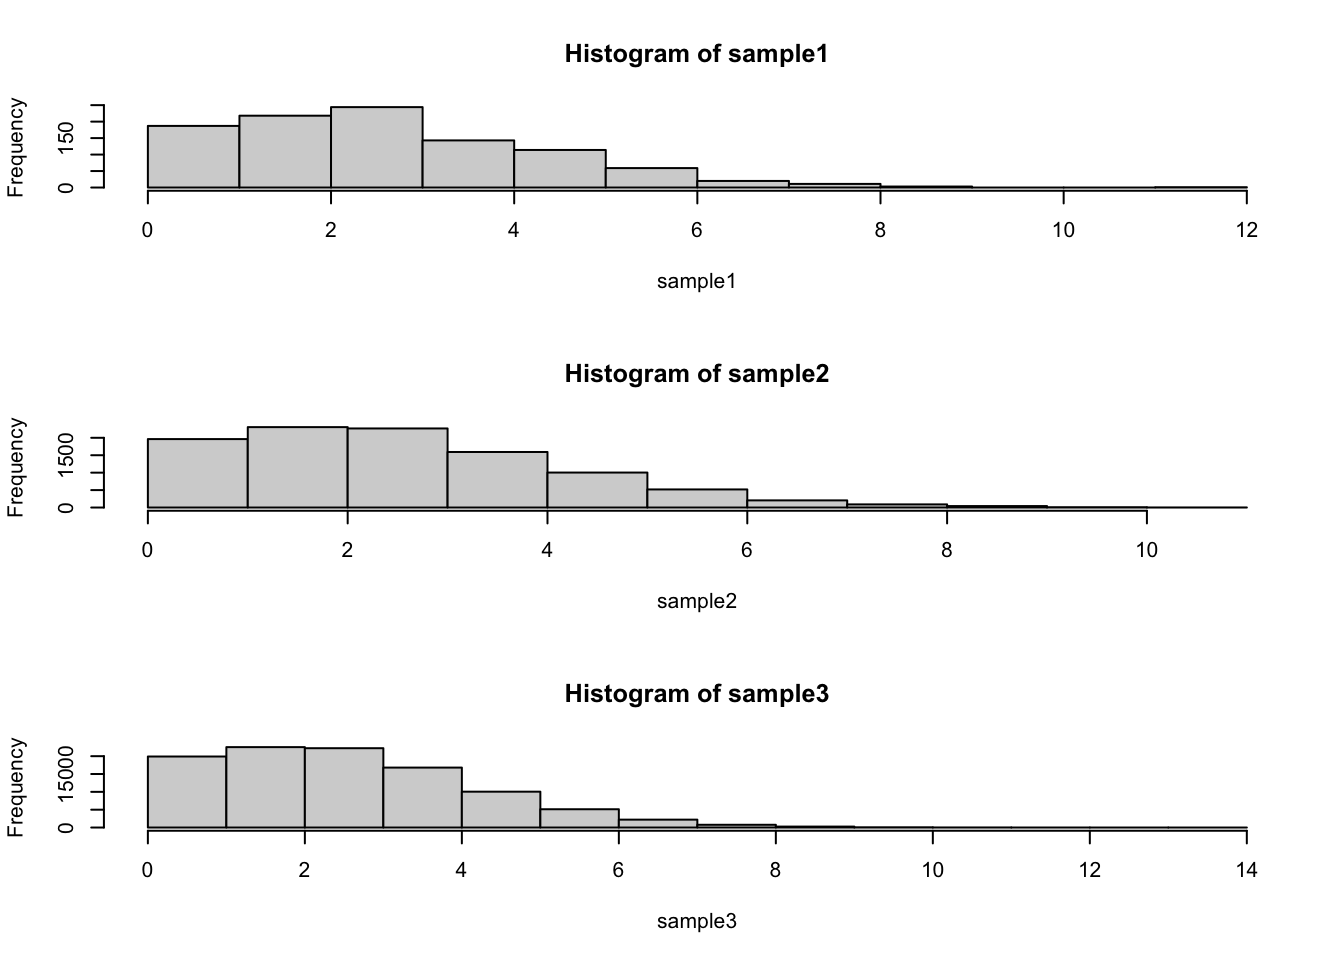 Histogram of sample1
Frequency
0 150
0 2 4 6 8 10 12
sample1
Histogram of sample2
Frequency
0 1500
0 2 4 6 8 10
sample2
Histogram of sample3
Frequency
0 15000
0 2 4 6 8 10 12 14
sample3